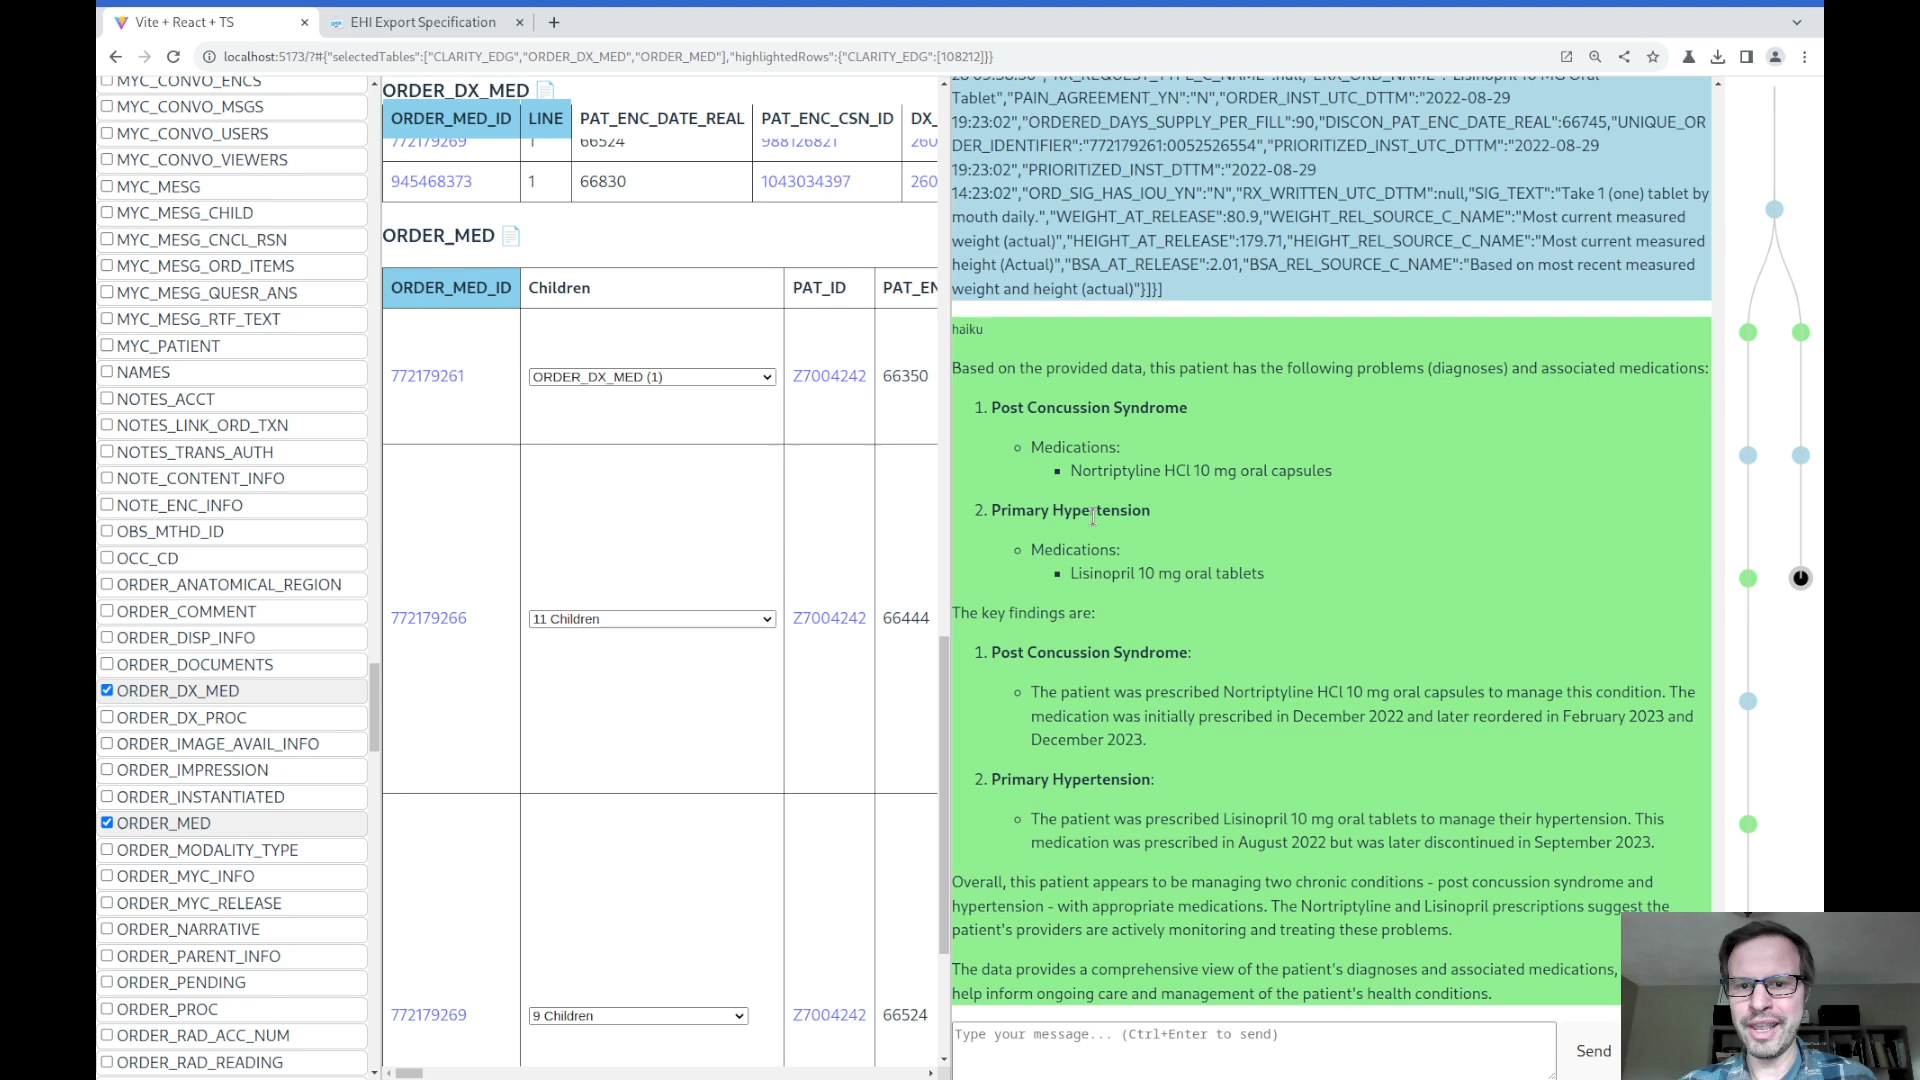 Vite + React + TS
EHI Export Specification
localhost:5173/?#{"selectedTables":["CLARITY_EDG","ORDER_DX_MED","ORDER_MED"],"highlightedRows":{"CLARITY_EDG":[108212]}}
MYC_CONVO_ENCS
MYC_CONVO_MSGS
MYC_CONVO_USERS
MYC_CONVO_VIEWERS
MYC_MESG
MYC_MESG_CHILD
MYC_MESG_CNCL_RSN
MYC_MESG_ORD_ITEMS
MYC_MESG_QUESR_ANS
MYC_MESG_RTF_TEXT
MYC_PATIENT
NAMES
NOTES_ACCT
NOTES_LINK_ORD_TXN
NOTES_TRANS_AUTH
NOTE_CONTENT_INFO
NOTE_ENC_INFO
OBS_MTHD_ID
OCC_CD
ORDER_ANATOMICAL_REGION
ORDER_COMMENT
ORDER_DISP_INFO
ORDER_DOCUMENTS
ORDER_DX_MED
ORDER_DX_PROC
ORDER_IMAGE_AVAIL_INFO
ORDER_IMPRESSION
ORDER_INSTANTIATED
ORDER_MED
ORDER_MODALITY_TYPE
ORDER_MYC_INFO
ORDER_MYC_RELEASE
ORDER_NARRATIVE
ORDER_PARENT_INFO
ORDER_PENDING
ORDER_PROC
ORDER_RAD_ACC_NUM
ORDER_RAD_READING
ORDER_DX_MED
ORDER_MED_ID LINE PAT_ENC_DATE_REAL PAT_ENC_CSN_ID DX_
772179269 1 66524 988126821 260
945468373 1 66830 1043034397 260
ORDER_MED
ORDER_MED_ID Children PAT_ID PAT_EN
772179261 ORDER_DX_MED (1) Z7004242 66350
772179266 11 Children Z7004242 66444
772179269 9 Children Z7004242 66524
Tablet","PAIN_AGREEMENT_YN":"N","ORDER_INST_UTC_DTTM":"2022-08-29
19:23:02","ORDERED_DAYS_SUPPLY_PER_FILL":90,"DISCON_PAT_ENC_DATE_REAL":66745,"UNIQUE_OR
DER_IDENTIFIER":"772179261:0052526554","PRIORITIZED_INST_UTC_DTTM":"2022-08-29
19:23:02","PRIORITIZED_INST_DTTM":"2022-08-29
14:23:02","ORD_SIG_HAS_IOU_YN":"N","RX_WRITTEN_UTC_DTTM":null,"SIG_TEXT":"Take 1 (one) tablet by
mouth daily.","WEIGHT_AT_RELEASE":80.9,"WEIGHT_REL_SOURCE_C_NAME":"Most current measured
weight (actual)","HEIGHT_AT_RELEASE":179.71,"HEIGHT_REL_SOURCE_C_NAME":"Most current measured
height (Actual)","BSA_AT_RELEASE":2.01,"BSA_REL_SOURCE_C_NAME":"Based on most recent measured
weight and height (actual)"}]}]
haiku
Based on the provided data, this patient has the following problems (diagnoses) and associated medications:
1. Post Concussion Syndrome
Medications:
Nortriptyline HCl 10 mg oral capsules
2. Primary Hypertension
Medications:
Lisinopril 10 mg oral tablets
The key findings are:
1. Post Concussion Syndrome:
The patient was prescribed Nortriptyline HCl 10 mg oral capsules to manage this condition. The
medication was initially prescribed in December 2022 and later reordered in February 2023 and
December 2023.
2. Primary Hypertension:
The patient was prescribed Lisinopril 10 mg oral tablets to manage their hypertension. This
medication was prescribed in August 2022 but was later discontinued in September 2023.
Overall, this patient appears to be managing two chronic conditions - post concussion syndrome and
hypertension - with appropriate medications. The Nortriptyline and Lisinopril prescriptions suggest the
patient's providers are actively monitoring and treating these problems.
The data provides a comprehensive view of the patient's diagnoses and associated medications,
help inform ongoing care and management of the patient's health conditions.
Type your message... (Ctrl+Enter to send)
Send